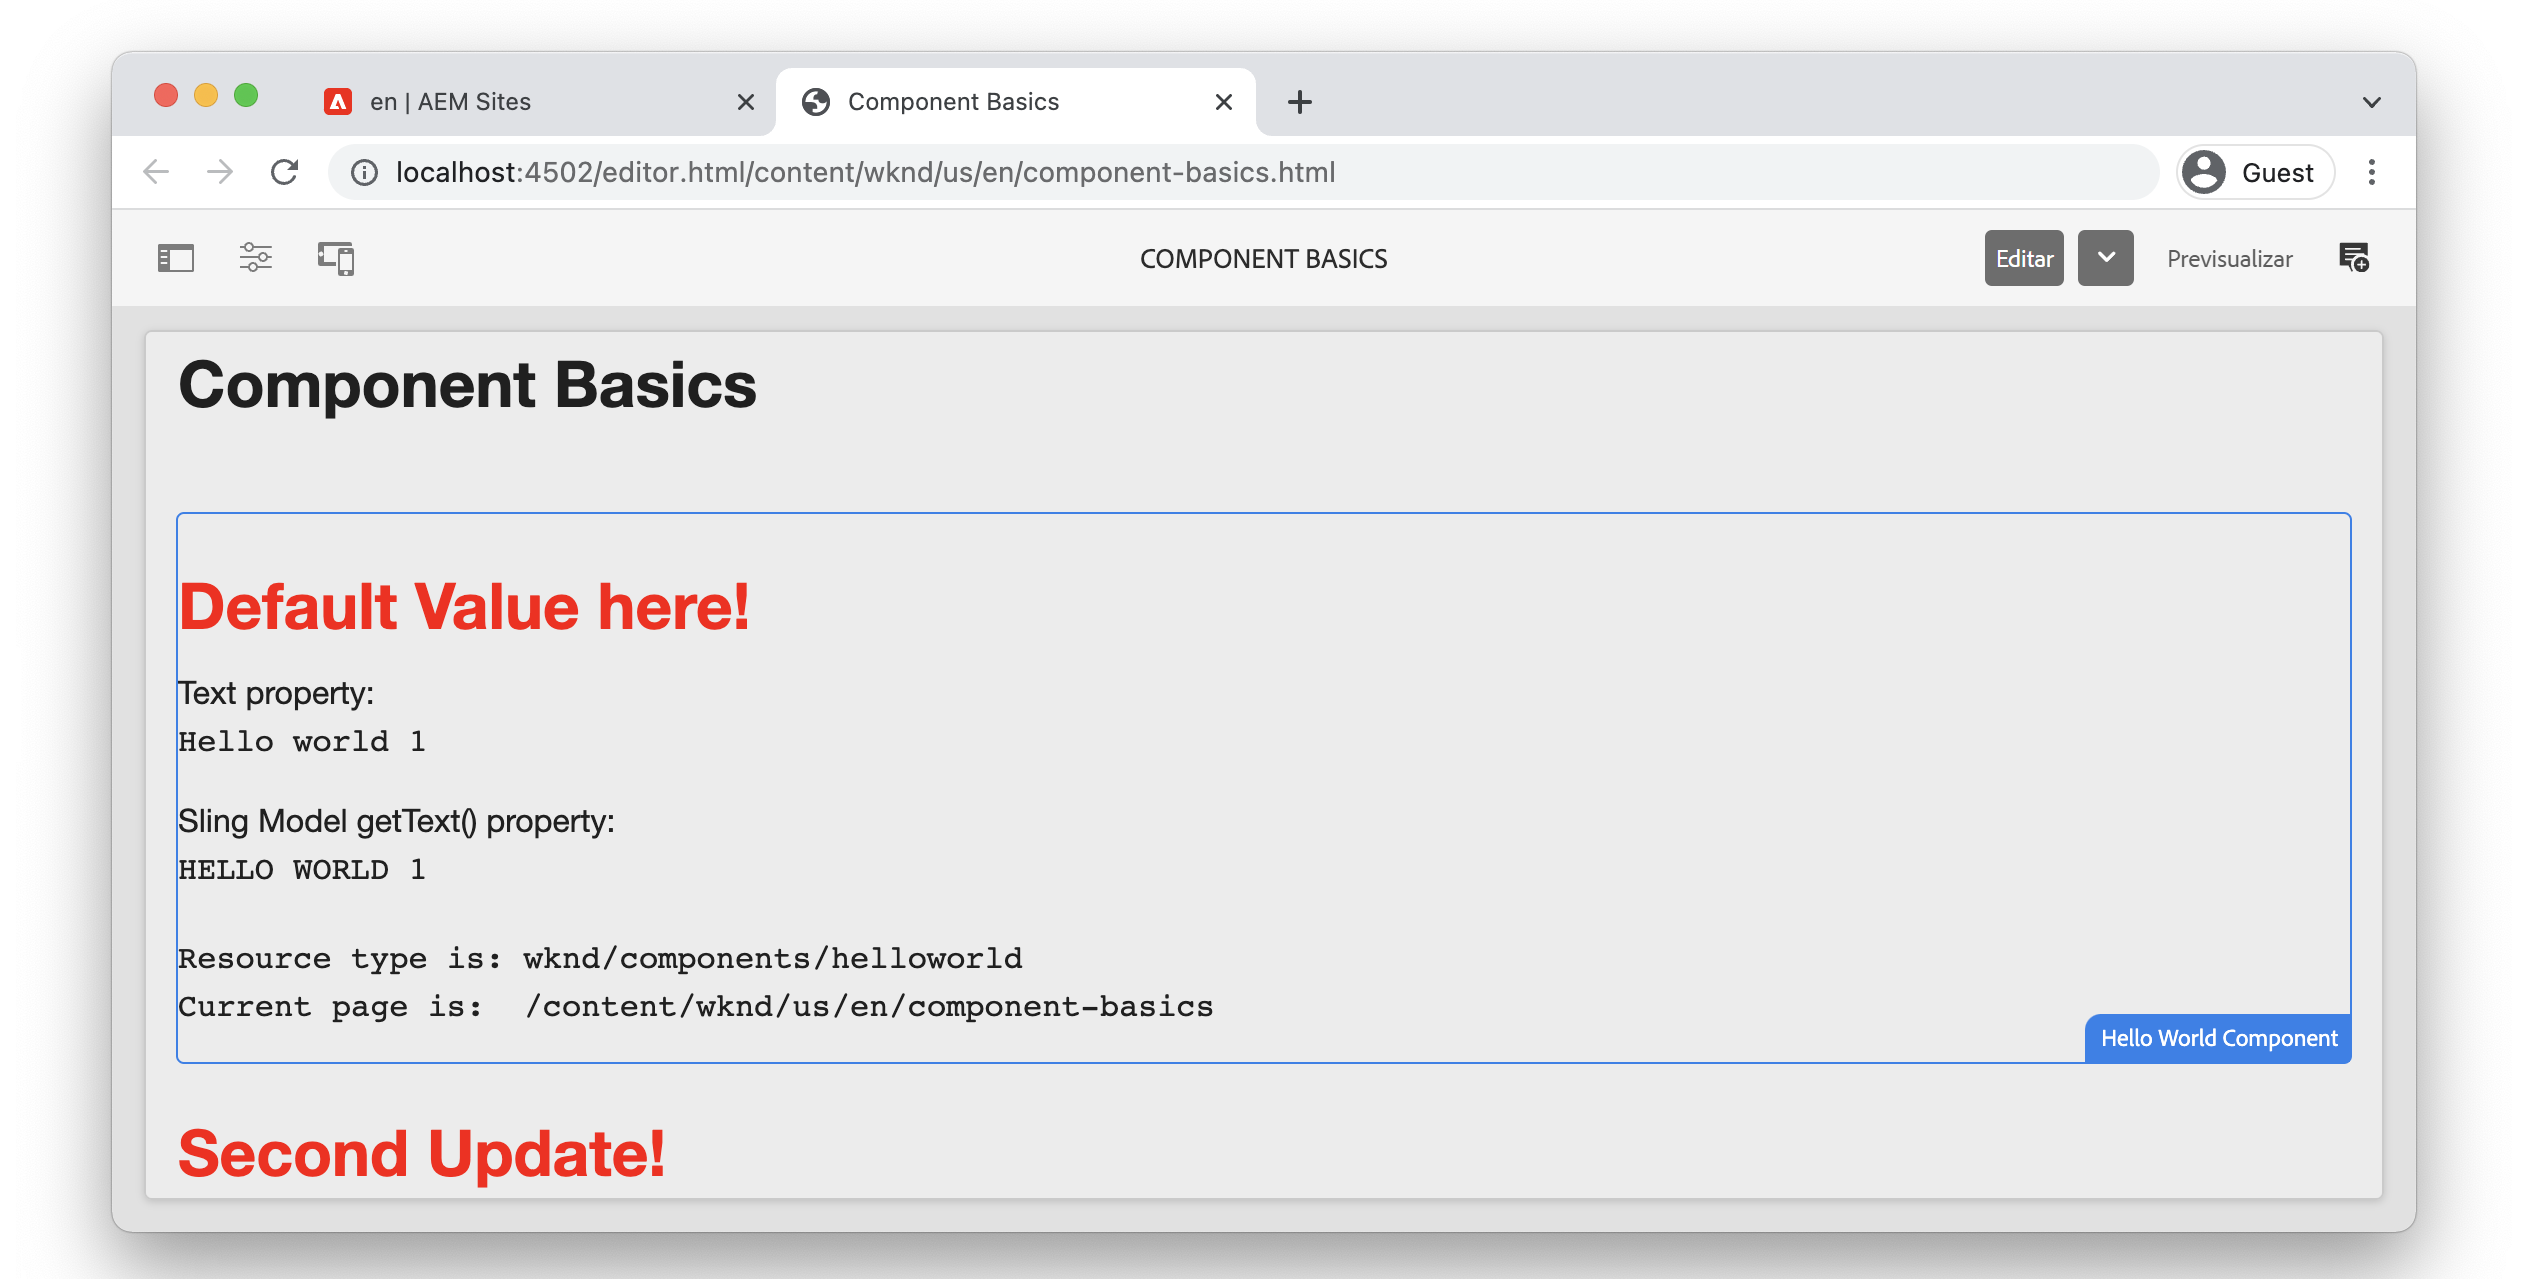 en | AEM Sites
Component Basics
localhost:4502/editor.html/content/wknd/us/en/component-basics.html
Guest
COMPONENT BASICS
Editar
Previsualizar
Component Basics
Default Value here!
Text property:
Hello world 1
Sling Model getText() property:
HELLO WORLD 1
Resource type is: wknd/components/helloworld
Current page is:  /content/wknd/us/en/component-basics
Hello World Component
Second Update!